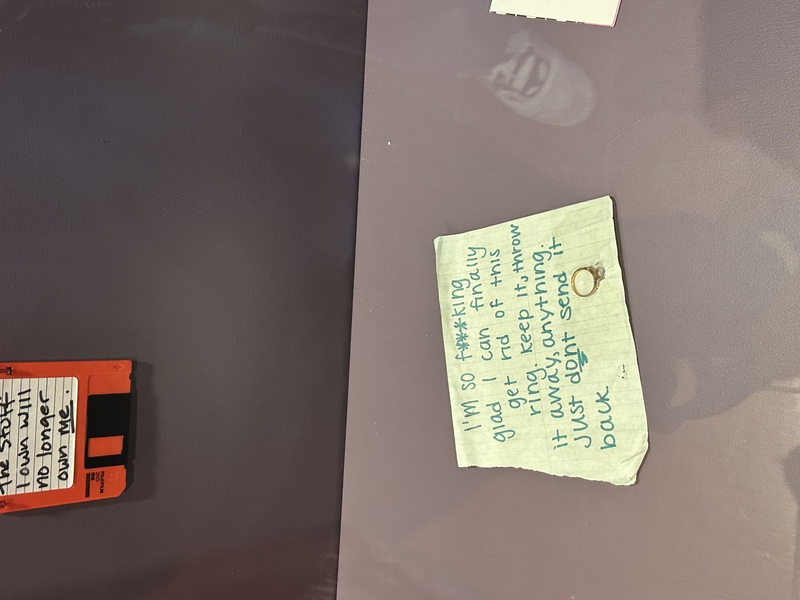 The stuff
I own will
no longer
own me.
FUJIFILM
I'M so f***king
glad I can finally
get rid of this
ring. Keep it, throw
it away, anything.
Just dont send it
back.